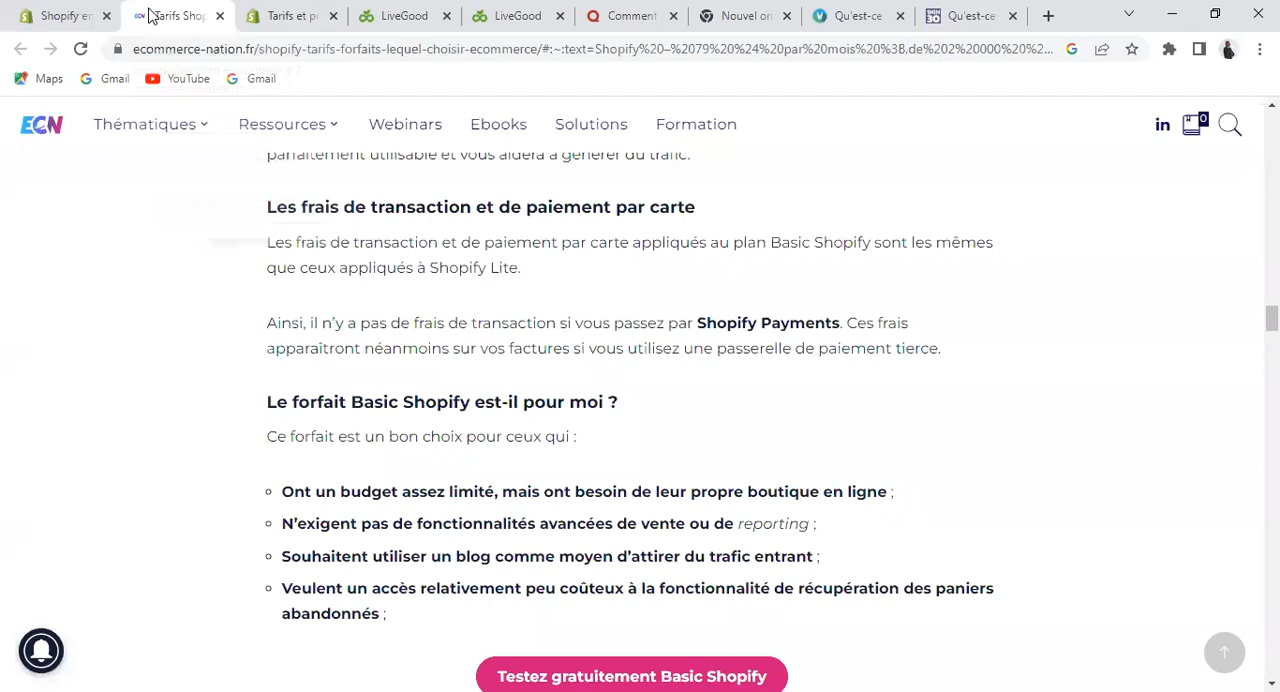 Shopify en
Tarifs Shop
Tarifs et p
LiveGood
LiveGood
Comment
Nouvel on
Qu'est-ce
Qu'est-ce
ecommerce-nation.fr/shopify-tarifs-forfaits-lequel-choisir-ecommerce/#:~:text=Shopify%20–%2079%20%24%20par%20mois%20%3B,de%202%20000%20%2...
Maps
Gmail
YouTube
Gmail
ECN
Thématiques
Ressources
Webinars
Ebooks
Solutions
Formation
in
0
parfaitement utilisable et vous aidera à générer du trafic.
Les frais de transaction et de paiement par carte
Les frais de transaction et de paiement par carte appliqués au plan Basic Shopify sont les mêmes
que ceux appliqués à Shopify Lite.
Ainsi, il n'y a pas de frais de transaction si vous passez par Shopify Payments. Ces frais
apparaîtront néanmoins sur vos factures si vous utilisez une passerelle de paiement tierce.
Le forfait Basic Shopify est-il pour moi ?
Ce forfait est un bon choix pour ceux qui :
Ont un budget assez limité, mais ont besoin de leur propre boutique en ligne ;
N'exigent pas de fonctionnalités avancées de vente ou de reporting ;
Souhaitent utiliser un blog comme moyen d'attirer du trafic entrant ;
Veulent un accès relativement peu coûteux à la fonctionnalité de récupération des paniers
abandonnés ;
Testez gratuitement Basic Shopify